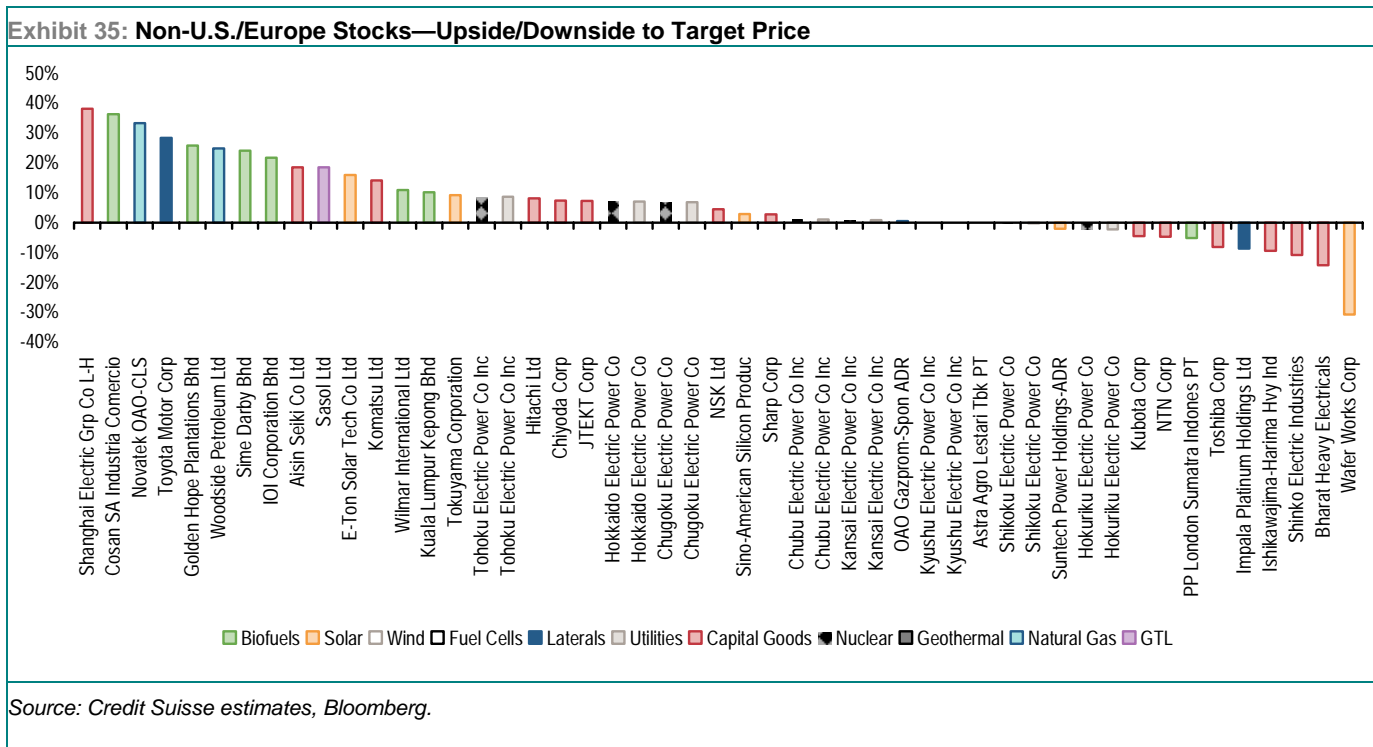 Exhibit 35: Non-U.S./Europe Stocks—Upside/Downside to Target Price
50%
40%
30%
20%
10%
0%
-10%
-20%
-30%
-40%
Shanghai Electric Grp Co L-H
Cosan SA Industria Comercio
Novatek OAO-CLS
Toyota Motor Corp
Golden Hope Plantations Bhd
Woodside Petroleum Ltd
Sime Darby Bhd
IOI Corporation Bhd
Aisin Seiki Co Ltd
Sasol Ltd
E-Ton Solar Tech Co Ltd
Komatsu Ltd
Wilmar International Ltd
Kuala Lumpur Kepong Bhd
Tokuyama Corporation
Tohoku Electric Power Co Inc
Tohoku Electric Power Co Inc
Hitachi Ltd
Chiyoda Corp
JTEKT Corp
Hokkaido Electric Power Co
Hokkaido Electric Power Co
Chugoku Electric Power Co
Chugoku Electric Power Co
NSK Ltd
Sino-American Silicon Produc
Sharp Corp
Chubu Electric Power Co Inc
Chubu Electric Power Co Inc
Kansai Electric Power Co Inc
Kansai Electric Power Co Inc
OAO Gazprom-Spon ADR
Kyushu Electric Power Co Inc
Kyushu Electric Power Co Inc
Astra Agro Lestari Tbk PT
Shikoku Electric Power Co
Shikoku Electric Power Co
Suntech Power Holdings-ADR
Hokuriku Electric Power Co
Hokuriku Electric Power Co
Kubota Corp
NTN Corp
PP London Sumatra Indones PT
Toshiba Corp
Impala Platinum Holdings Ltd
Ishikawajima-Harima Hvy Ind
Shinko Electric Industries
Bharat Heavy Electricals
Wafer Works Corp
Biofuels Solar Wind Fuel Cells Laterals Utilities Capital Goods Nuclear Geothermal Natural Gas GTL
Source: Credit Suisse estimates, Bloomberg.